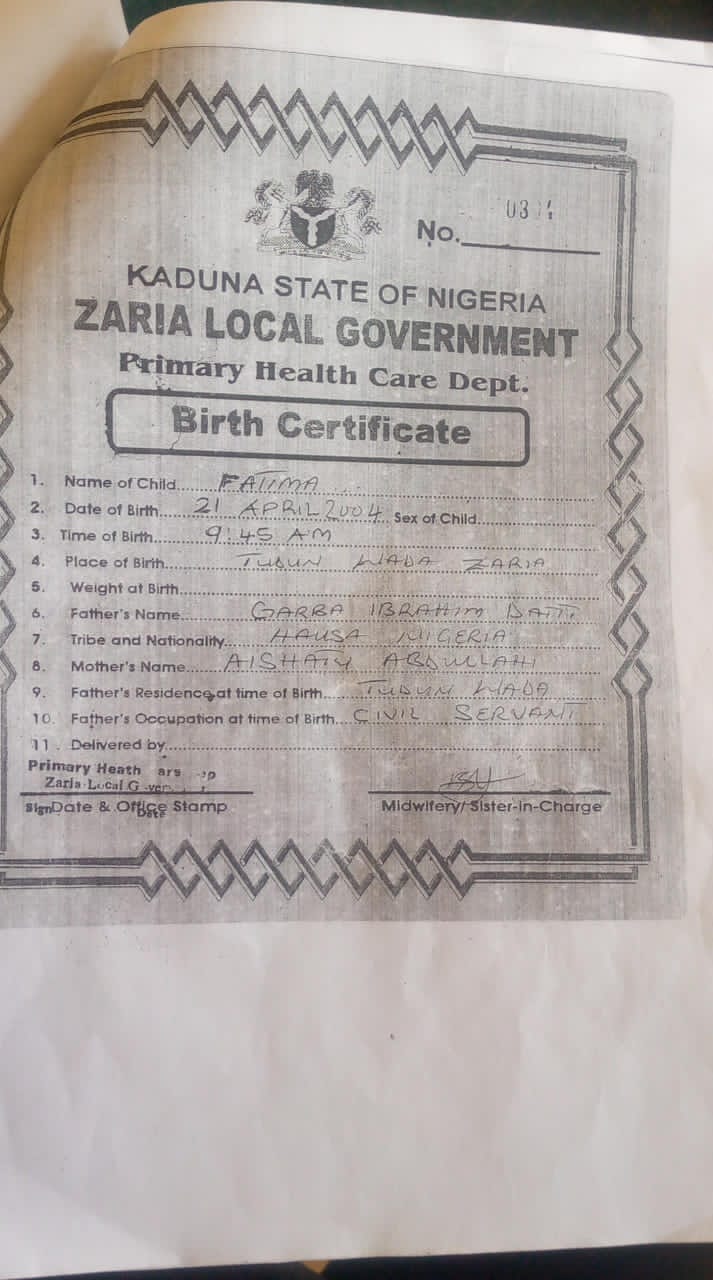 No.
KADUNA STATE OF NIGERIA
ZARIA LOCAL GOVERNMENT
Primary Health Care Dept.
Birth Certificate
1. Name of Child FATIMA
2. Date of Birth 21 APRIL 2004 Sex of Child
3. Time of Birth 9:45 AM
4. Place of Birth TUDUN WADA ZARIA
5. Weight at Birth
6. Father's Name GARBA IBRAHIM DATTI
7. Tribe and Nationality HAUSA NIGERIA
8. Mother's Name AISHATU ABDULLAHI
9. Father's Residence at time of Birth TUDUN WADA
10. Father's Occupation at time of Birth CIVIL SERVANT
11. Delivered by
Primary Heath
Zaria Local
Sign Date & Office Stamp Midwifery/Sister-in-Charge
Date